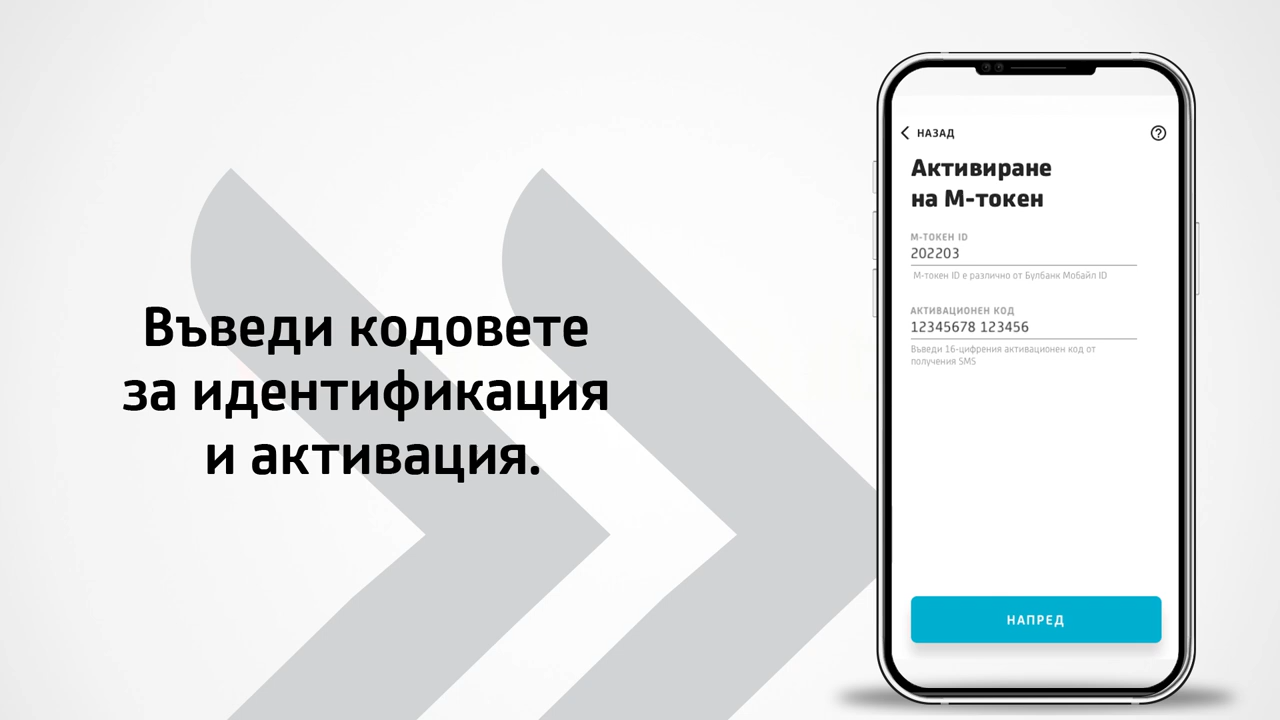 Въведи кодовете
за идентификация
и активация.
НАЗАД
Активиране
на М-токен
М-ТОКЕН ID
202203
М-токен ID е различно от Булбанк Мобайл ID
АКТИВАЦИОНЕН КОД
12345678 123456
Въведи 16-цифрения активационен код от
получения SMS
НАПРЕД